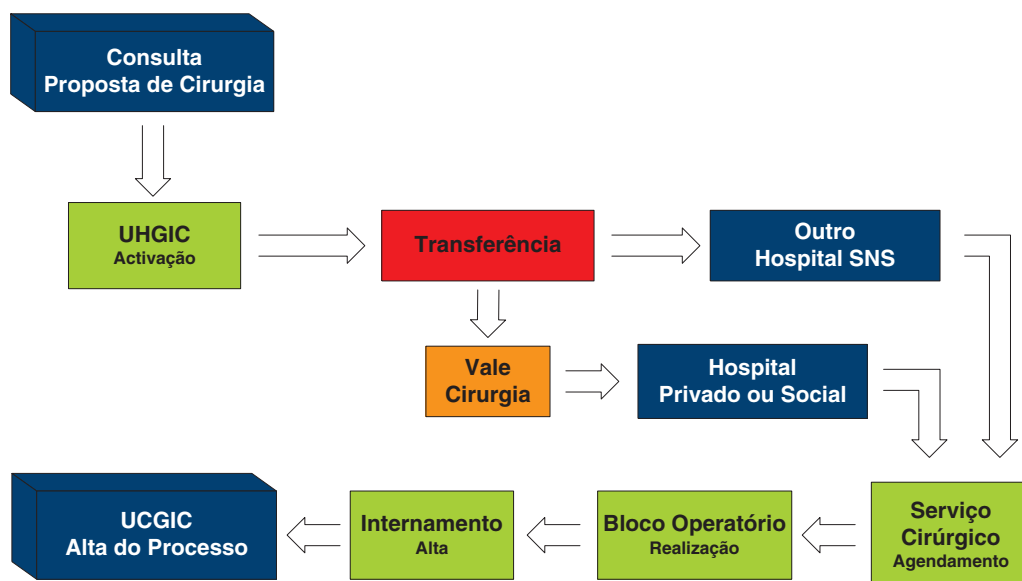 Consulta
Proposta de Cirurgia
UHGIC
Activação
Transferência
Outro
Hospital SNS
Vale
Cirurgia
Hospital
Privado ou Social
UCGIC
Alta do Processo
Internamento
Alta
Bloco Operatório
Realização
Serviço
Cirúrgico
Agendamento